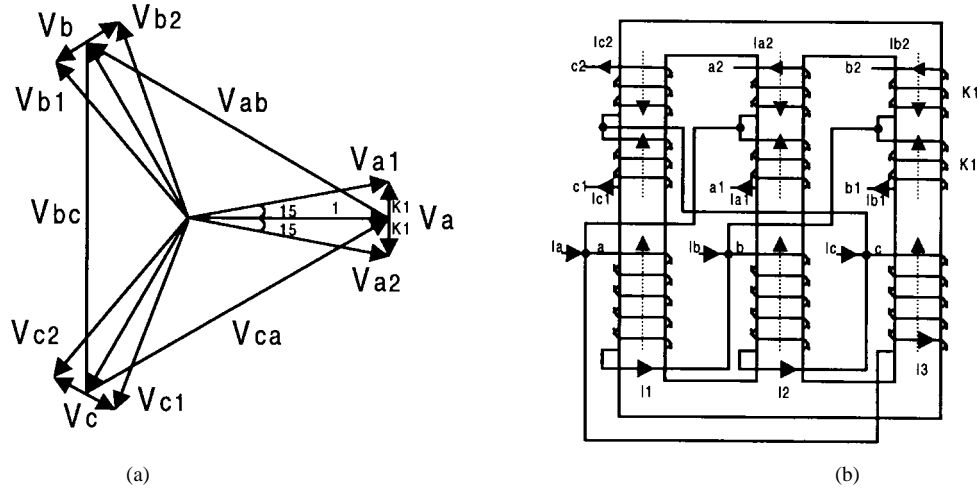 Vb
Vb2
Vb1
Vab
Va1
K1
15
1
Va
K1
15
Vbc
Va2
Vc2
Vca
Vc
Vc1
(a)
Ic2
Ia2
Ib2
c2
a2
b2
K1
K1
c1
Ic1
a1
Ia1
b1
Ib1
Ia
a
Ib
b
Ic
c
I1
I2
I3
(b)